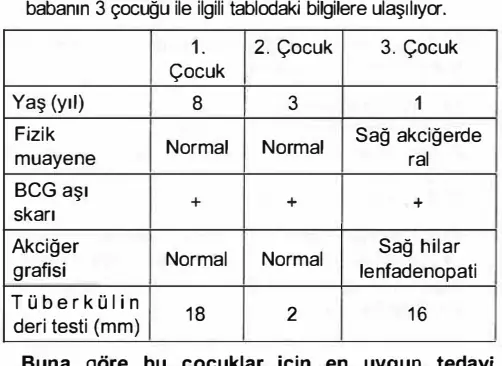 babanın 3 çocuğu ile ilgili tablodaki bilgilere ulaşılıyor.
1. Çocuk 2. Çocuk 3. Çocuk
Yaş (yıl) 8 3 1
Fizik muayene Normal Normal Sağ akciğerde ral
BCG aşı skarı + + +
Akciğer grafisi Normal Normal Sağ hilar lenfadenopati
Tüberkülin deri testi (mm) 18 2 16
Buna göre bu çocuklar için en uygun tedavi